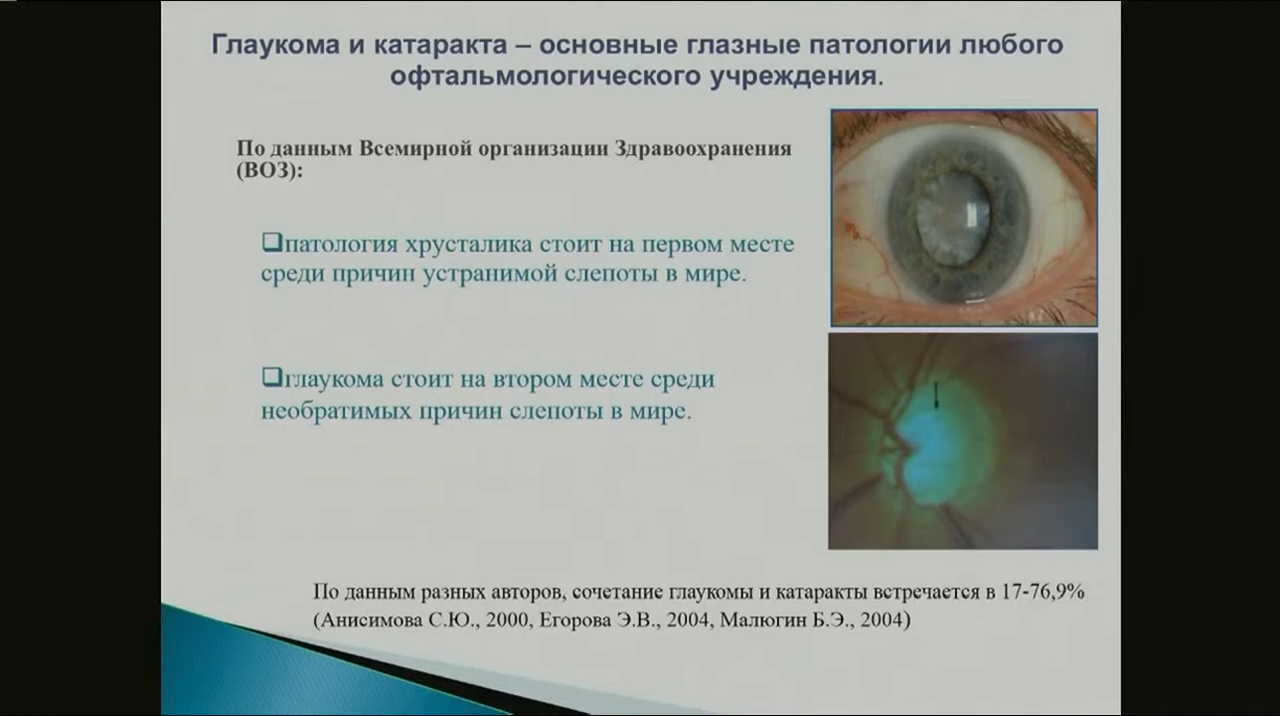 Глаукома и катаракта – основные глазные патологии любого
офтальмологического учреждения.
По данным Всемирной организации Здравоохранения
(ВОЗ):
❑патология хрусталика стоит на первом месте
среди причин устранимой слепоты в мире.
❑глаукома стоит на втором месте среди
необратимых причин слепоты в мире.
По данным разных авторов, сочетание глаукомы и катаракты встречается в 17-76,9%
(Анисимова С.Ю., 2000, Егорова Э.В., 2004, Малюгин Б.Э., 2004)